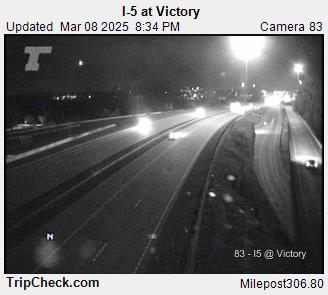 I-5 at Victory
Updated Mar 08 2025 8:34 PM Camera 83
T
N
83 - I5 @ Victory
TripCheck.com Milepost306.80